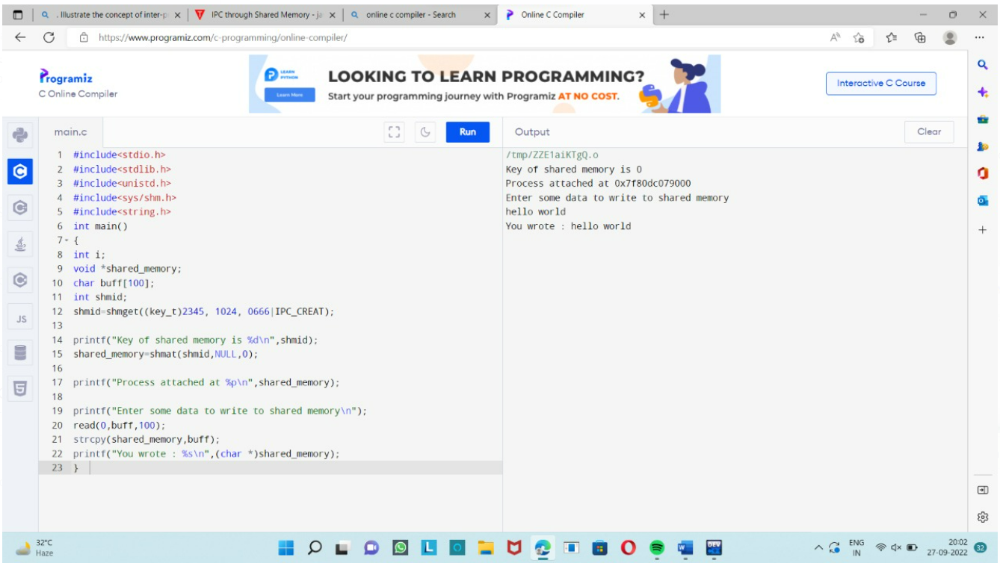 . Illustrate the concept of inter-p
IPC through Shared Memory - ja
online c compiler - Search
Online C Compiler
https://www.programiz.com/c-programming/online-compiler/
Programiz
C Online Compiler
LEARN PYTHON
Learn More
LOOKING TO LEARN PROGRAMMING?
Start your programming journey with Programiz AT NO COST.
Interactive C Course
main.c
Run
Output
Clear
1 #include<stdio.h>
2 #include<stdlib.h>
3 #include<unistd.h>
4 #include<sys/shm.h>
5 #include<string.h>
6 int main()
7 {
8 int i;
9 void *shared_memory;
10 char buff[100];
11 int shmid;
12 shmid=shmget((key_t)2345, 1024, 0666|IPC_CREAT);
13
14 printf("Key of shared memory is %d\n",shmid);
15 shared_memory=shmat(shmid,NULL,0);
16
17 printf("Process attached at %p\n",shared_memory);
18
19 printf("Enter some data to write to shared memory\n");
20 read(0,buff,100);
21 strcpy(shared_memory,buff);
22 printf("You wrote : %s\n",(char *)shared_memory);
23 }
/tmp/ZZE1aiKTgQ.o
Key of shared memory is 0
Process attached at 0x7f80dc079000
Enter some data to write to shared memory
hello world
You wrote : hello world
JS
32°C
Haze
L
W
DEV
ENG
IN
20:02
27-09-2022
32